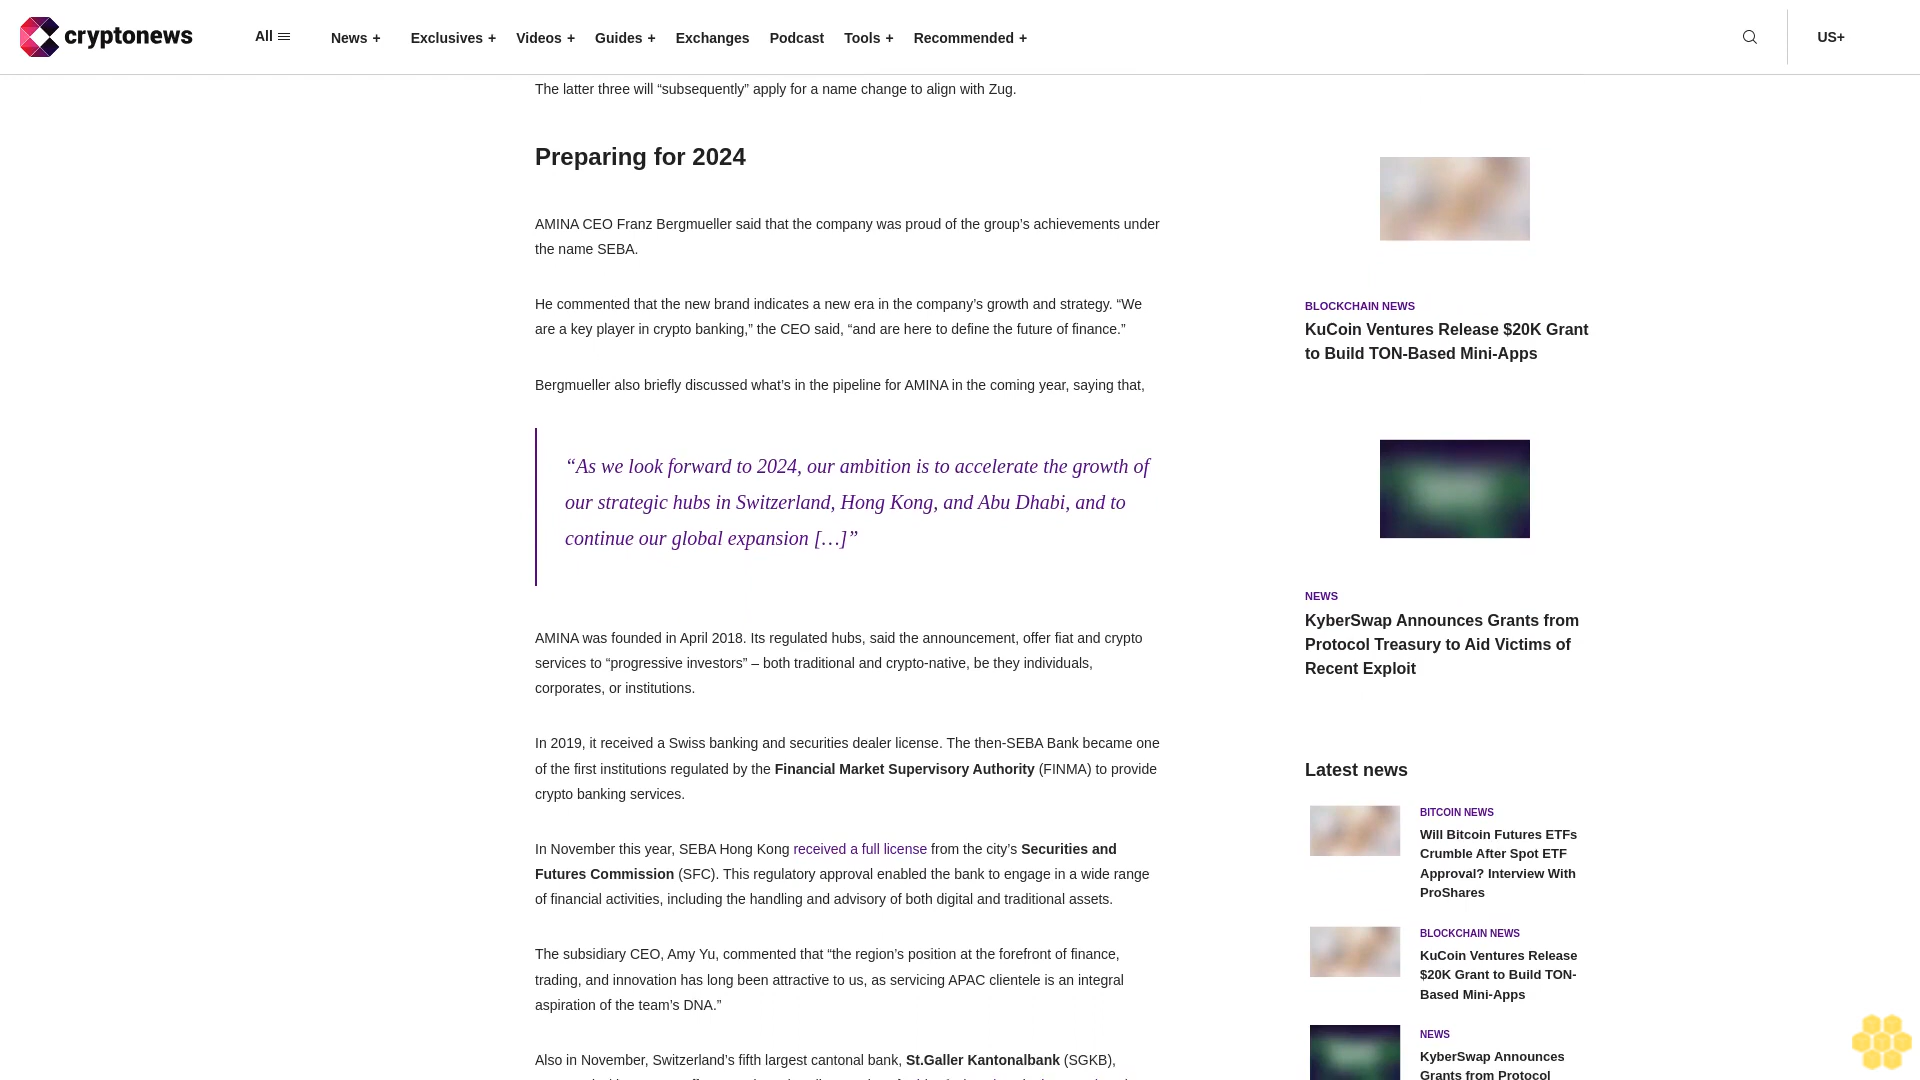 cryptonews
All
News +
Exclusives +
Videos +
Guides +
Exchanges
Podcast
Tools +
Recommended +
US+
The latter three will “subsequently” apply for a name change to align with Zug.
Preparing for 2024
AMINA CEO Franz Bergmueller said that the company was proud of the group’s achievements under
the name SEBA.
He commented that the new brand indicates a new era in the company’s growth and strategy. “We
are a key player in crypto banking,” the CEO said, “and are here to define the future of finance.”
Bergmueller also briefly discussed what’s in the pipeline for AMINA in the coming year, saying that,
“As we look forward to 2024, our ambition is to accelerate the growth of
our strategic hubs in Switzerland, Hong Kong, and Abu Dhabi, and to
continue our global expansion […]”
AMINA was founded in April 2018. Its regulated hubs, said the announcement, offer fiat and crypto
services to “progressive investors” – both traditional and crypto-native, be they individuals,
corporates, or institutions.
In 2019, it received a Swiss banking and securities dealer license. The then-SEBA Bank became one
of the first institutions regulated by the Financial Market Supervisory Authority (FINMA) to provide
crypto banking services.
In November this year, SEBA Hong Kong received a full license from the city’s Securities and
Futures Commission (SFC). This regulatory approval enabled the bank to engage in a wide range
of financial activities, including the handling and advisory of both digital and traditional assets.
The subsidiary CEO, Amy Yu, commented that “the region’s position at the forefront of finance,
trading, and innovation has long been attractive to us, as servicing APAC clientele is an integral
aspiration of the team’s DNA.”
Also in November, Switzerland’s fifth largest cantonal bank, St.Galler Kantonalbank (SGKB),
BLOCKCHAIN NEWS
KuCoin Ventures Release $20K Grant
to Build TON-Based Mini-Apps
NEWS
KyberSwap Announces Grants from
Protocol Treasury to Aid Victims of
Recent Exploit
Latest news
BITCOIN NEWS
Will Bitcoin Futures ETFs
Crumble After Spot ETF
Approval? Interview With
ProShares
BLOCKCHAIN NEWS
KuCoin Ventures Release
$20K Grant to Build TON-
Based Mini-Apps
NEWS
KyberSwap Announces
Grants from Protocol